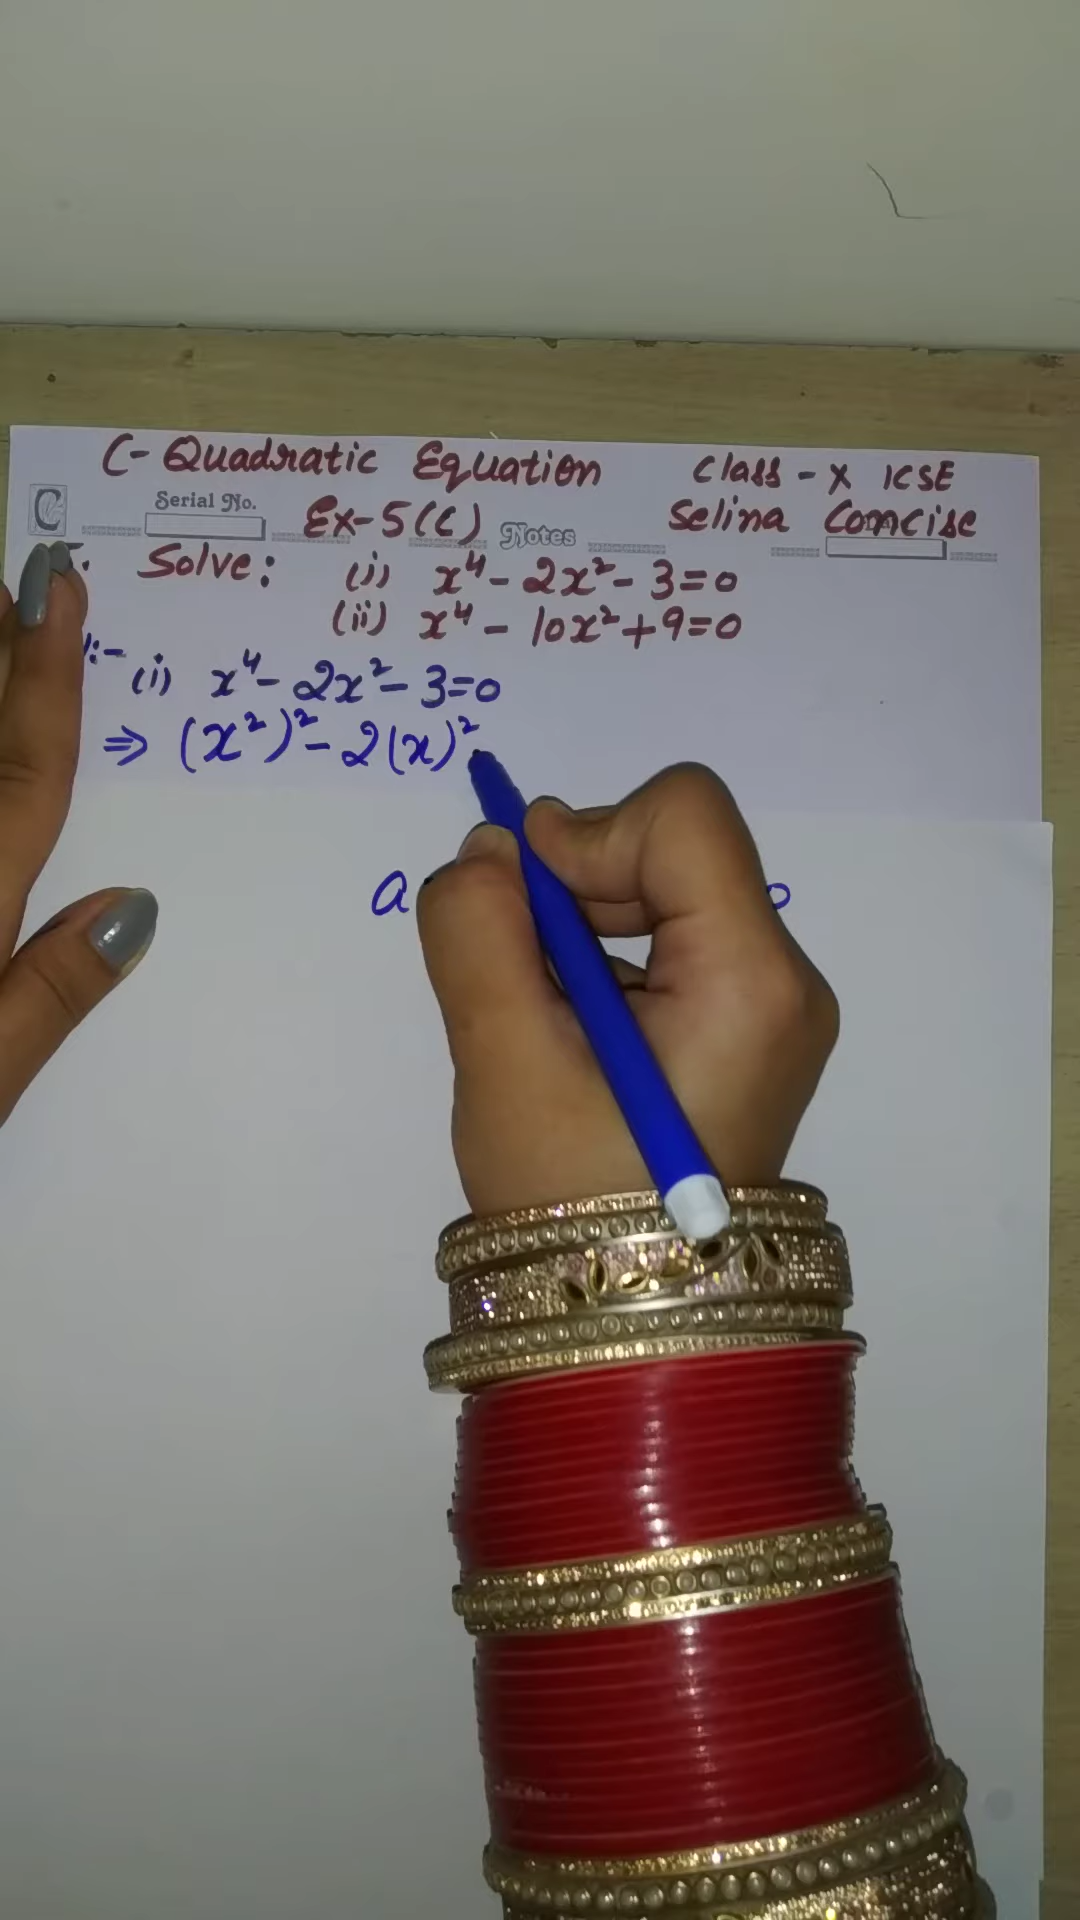 C- Quadratic Equation Class - X ICSE
C Serial No. Ex-5(C) Notes Selina Concise
Solve: (i) x⁴ - 2x² - 3 = 0
(ii) x⁴ - 10x² + 9 = 0
(i) x⁴ - 2x² - 3 = 0
⇒ (x²)² - 2(x)²
a